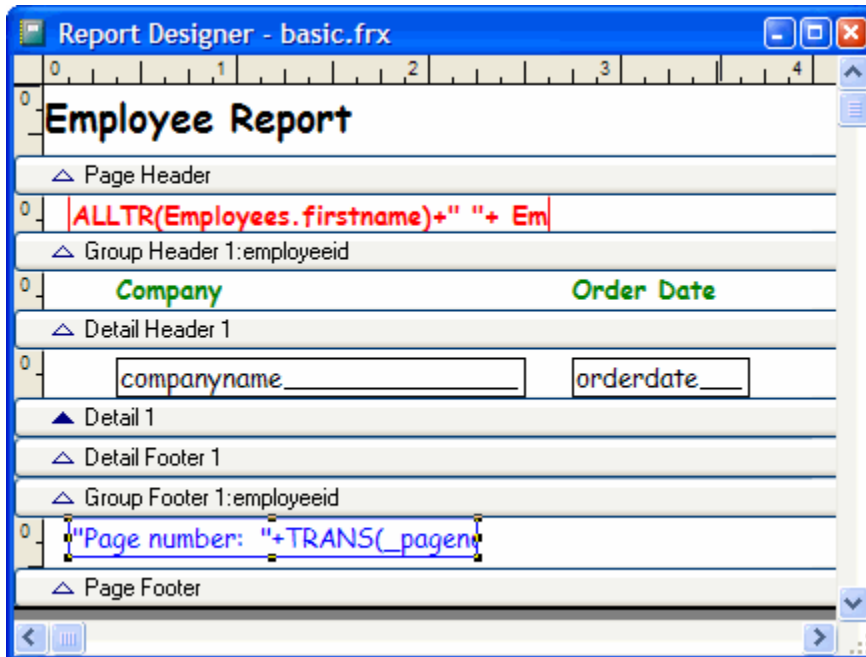 Report Designer - basic.frx
0 1 2 3 4
0
Employee Report
Page Header
0
ALLTR(Employees.firstname)+" "+ Em
Group Header 1:employeeid
0
Company Order Date
Detail Header 1
0
companyname orderdate
Detail 1
Detail Footer 1
Group Footer 1:employeeid
0
"Page number:  "+TRANS(_pagen
Page Footer